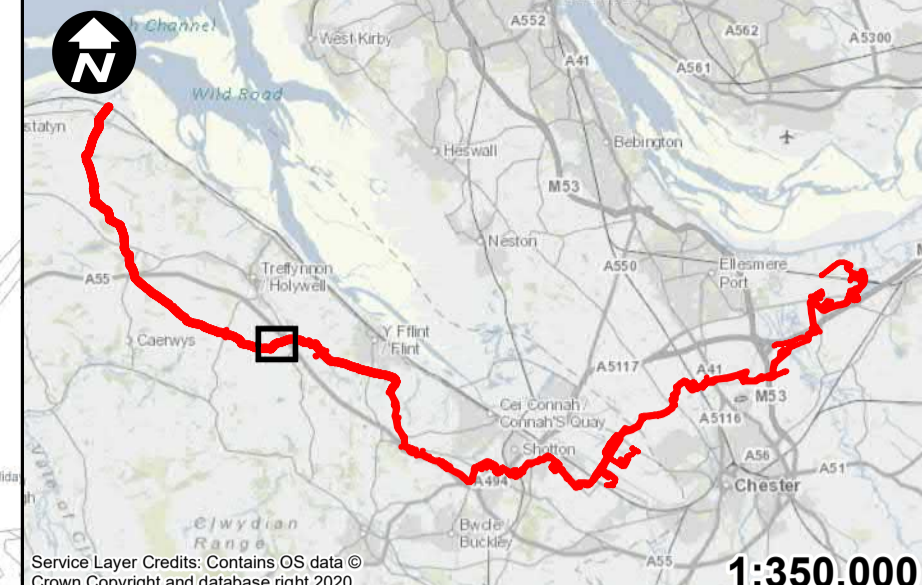 h Channel
A552
A562
A5300
West Kirby
A41
A561
N
Wild Road
statyn
Heswall
Bebington
M53
Neston
A550
Ellesmere
Port
Treffynnon
/Holywell
A55
Caerwys
Y Fflint
/Flint
A5117
A41
M53
Cei Connah/
Connah'S Quay
A5116
Shotton
A56
A51
A494
Chester
Clwydian
Range
Bwcle/
Buckley
A55
Service Layer Credits: Contains OS data ©
Crown Copyright and database right 2020
1:350,000